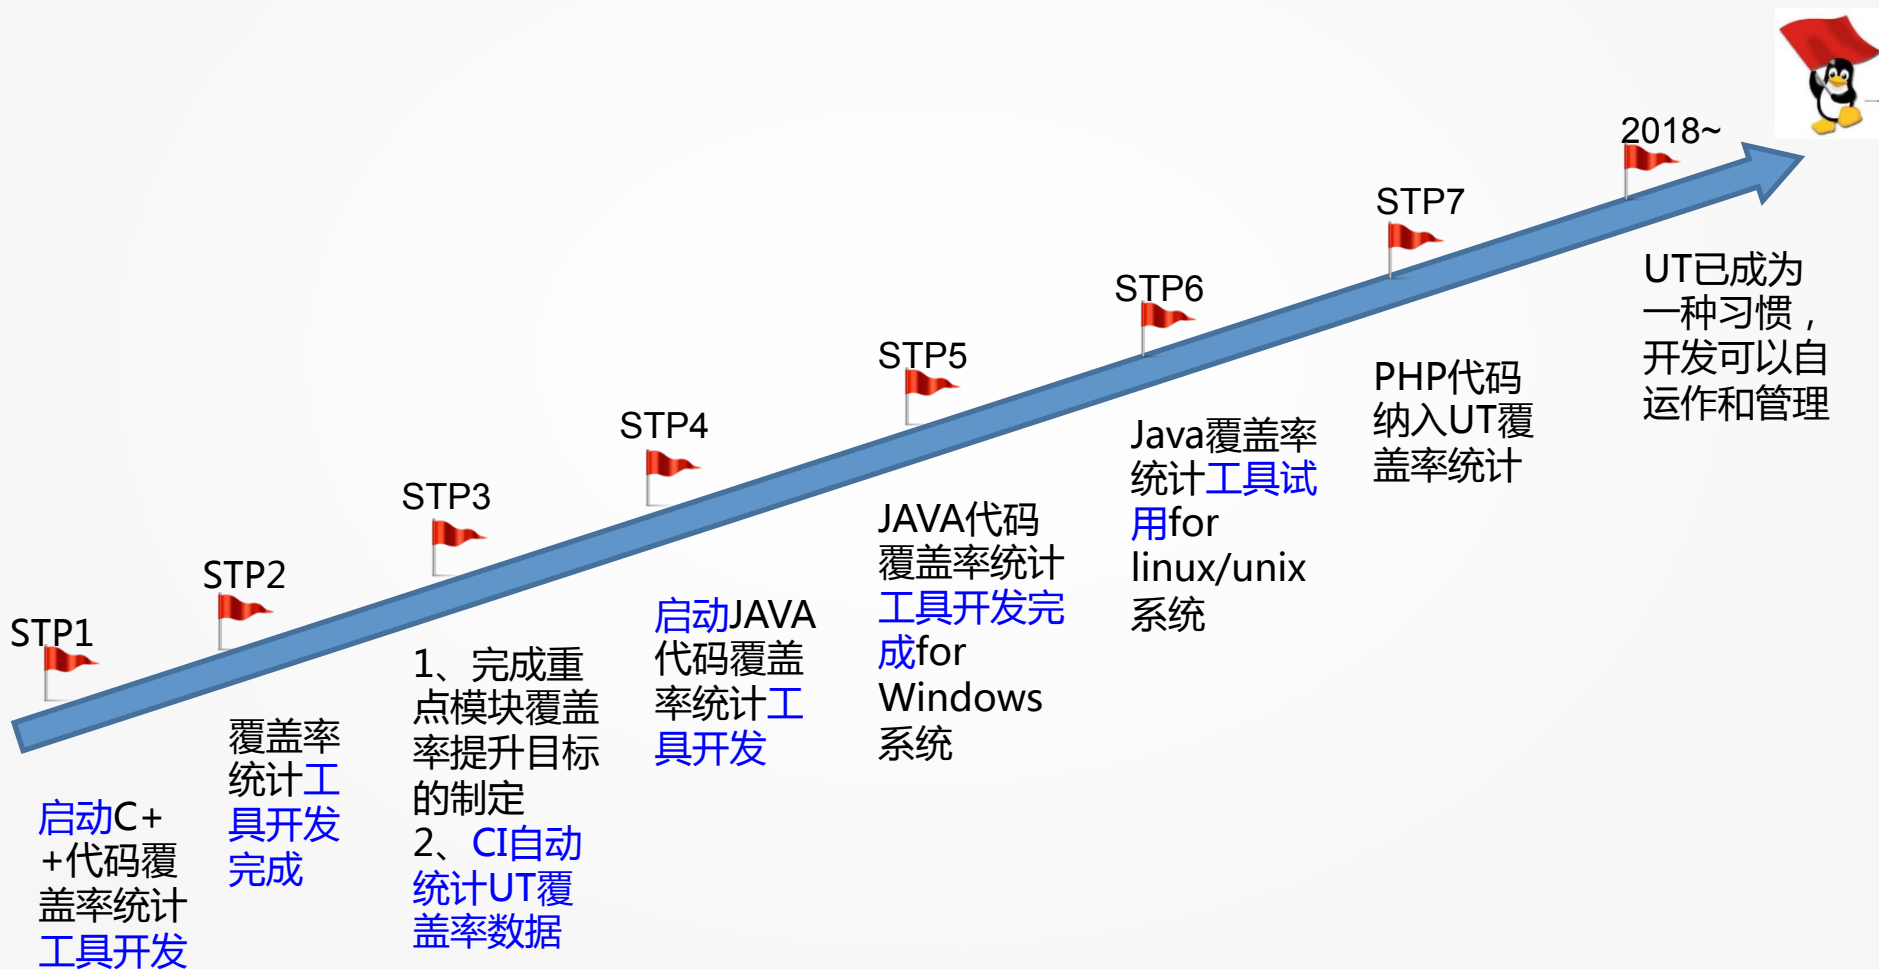 STP1
启动C+
+代码覆
盖率统计
工具开发
STP2
覆盖率
统计工
具开发
完成
STP3
1、完成重
点模块覆盖
率提升目标
的制定
2、CI自动
统计UT覆
盖率数据
STP4
启动JAVA
代码覆盖
率统计工
具开发
STP5
JAVA代码
覆盖率统计
工具开发完
成for
Windows
系统
STP6
Java覆盖率
统计工具试
用for
linux/unix
系统
STP7
PHP代码
纳入UT覆
盖率统计
2018~
UT已成为
一种习惯，
开发可以自
运作和管理